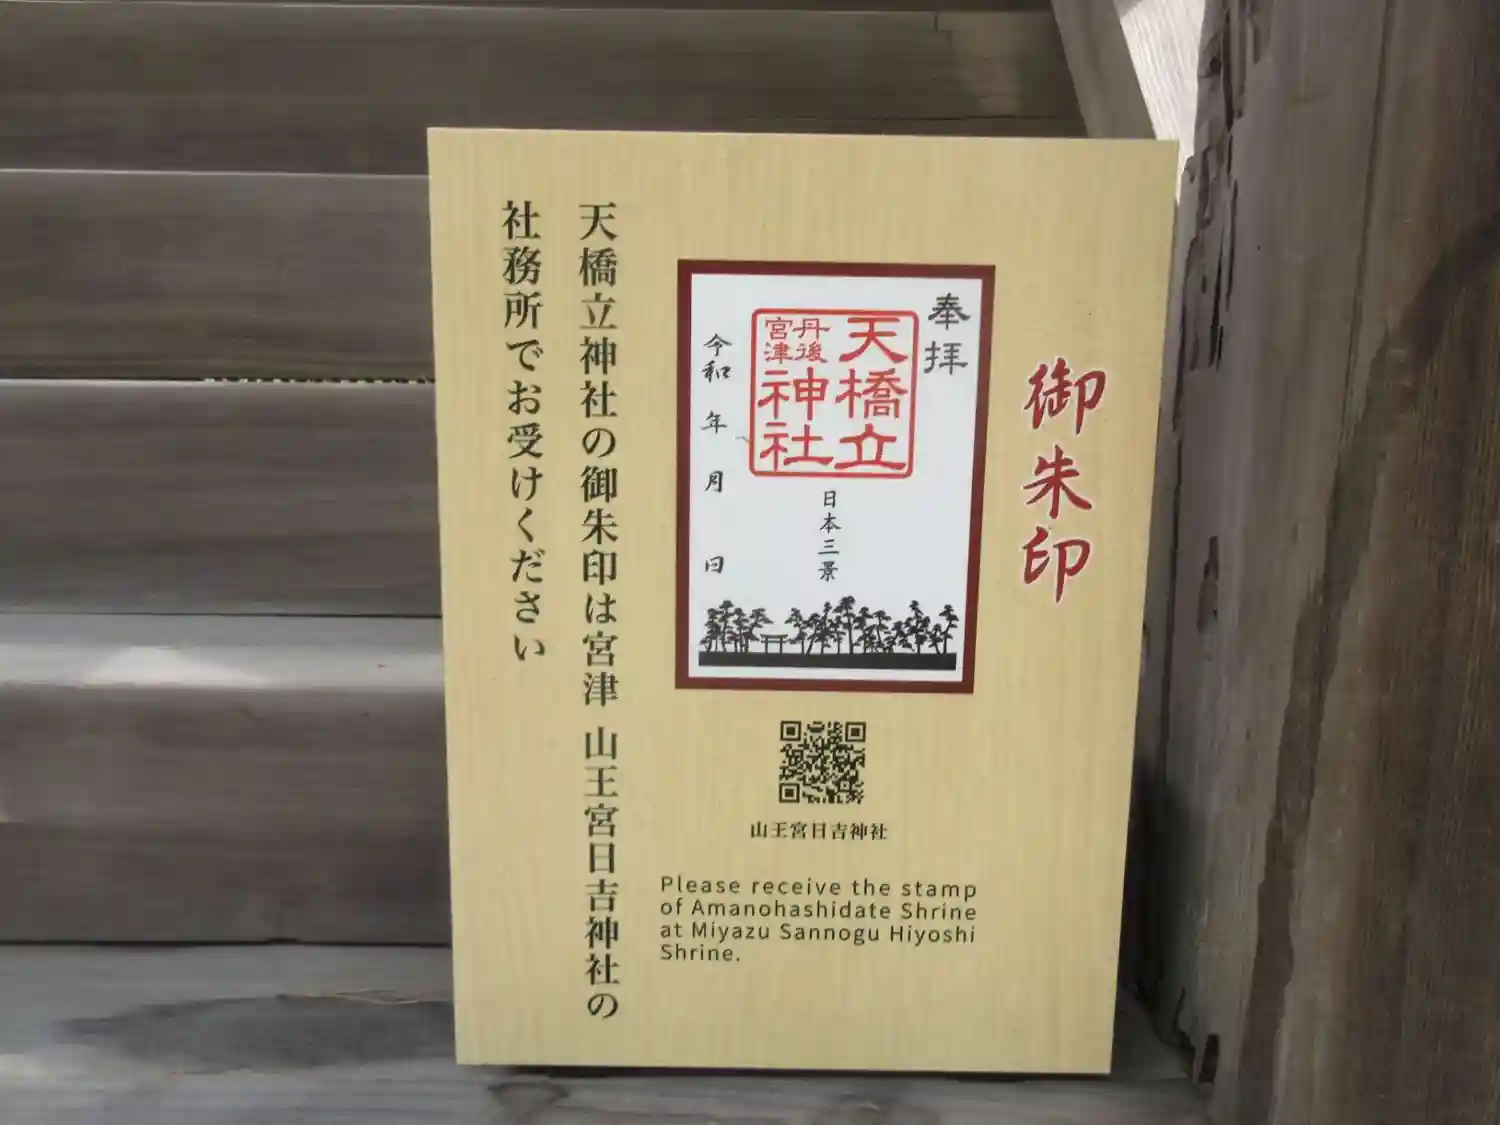 御朱印
奉拝
天橋立
丹後
宮津
神社
日本三景
令和 年 月 日
山王宮日吉神社
天橋立神社の御朱印は宮津 山王宮日吉神社の
社務所でお受けください
Please receive the stamp
of Amanohashidate Shrine
at Miyazu Sannogu Hiyoshi
Shrine.